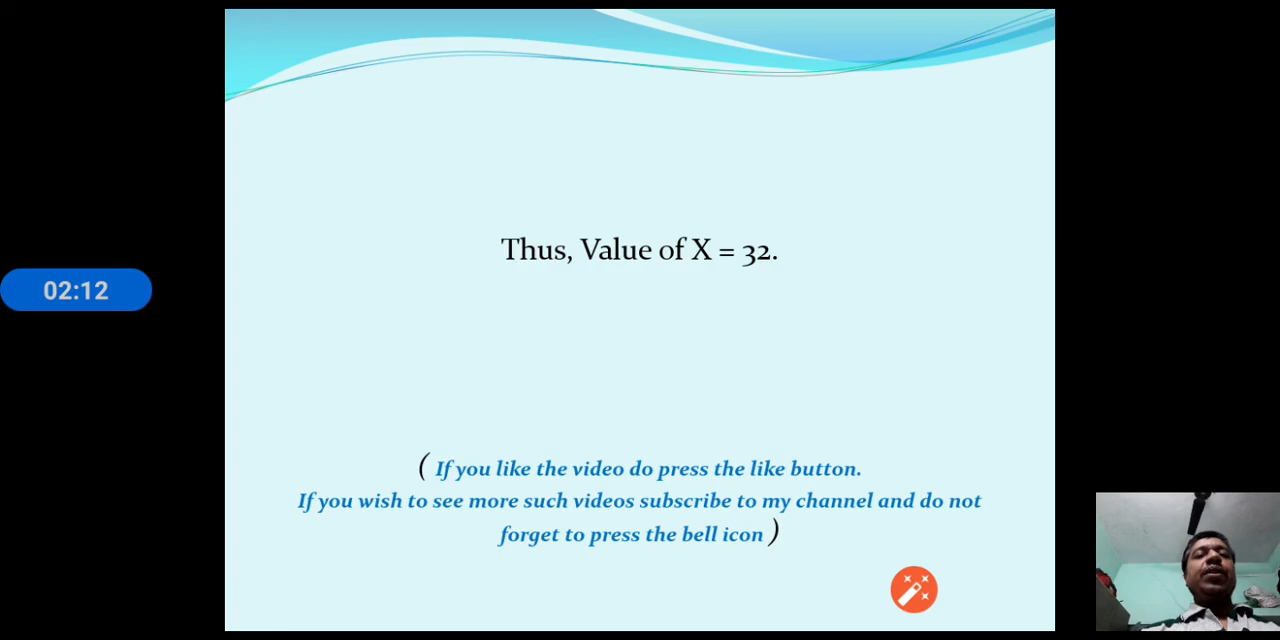 Thus, Value of X = 32.
02:12
( If you like the video do press the like button.
If you wish to see more such videos subscribe to my channel and do not
forget to press the bell icon )